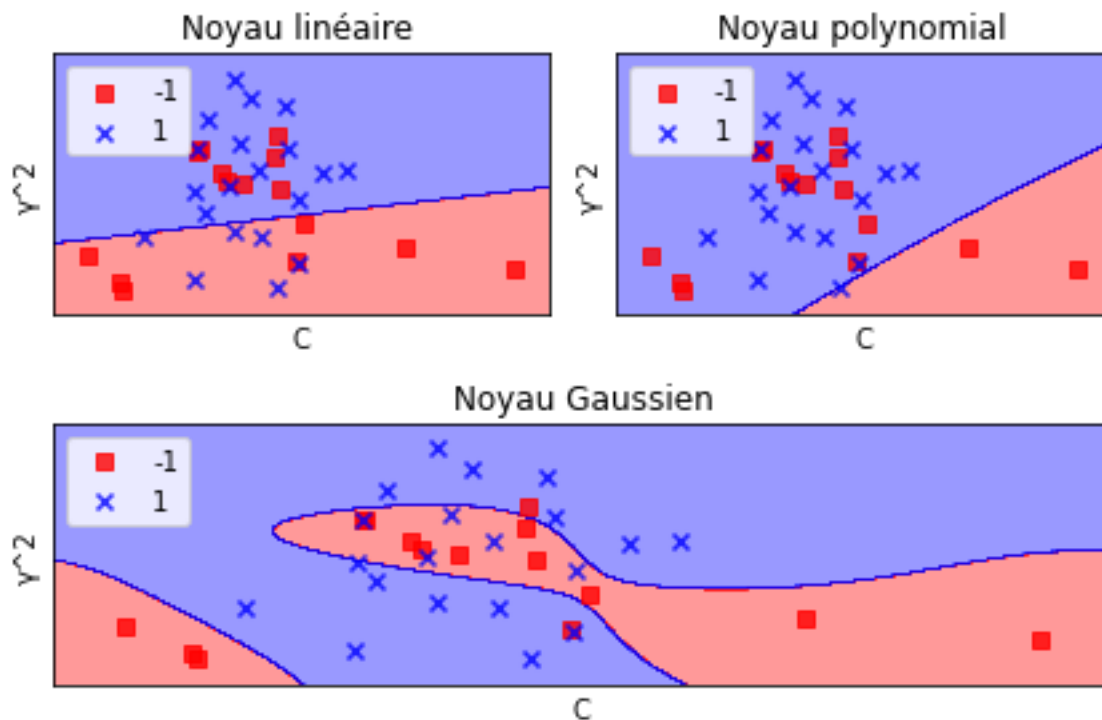 Noyau linéaire
-1
1
γ^2
C
Noyau polynomial
-1
1
γ^2
C
Noyau Gaussien
-1
1
γ^2
C